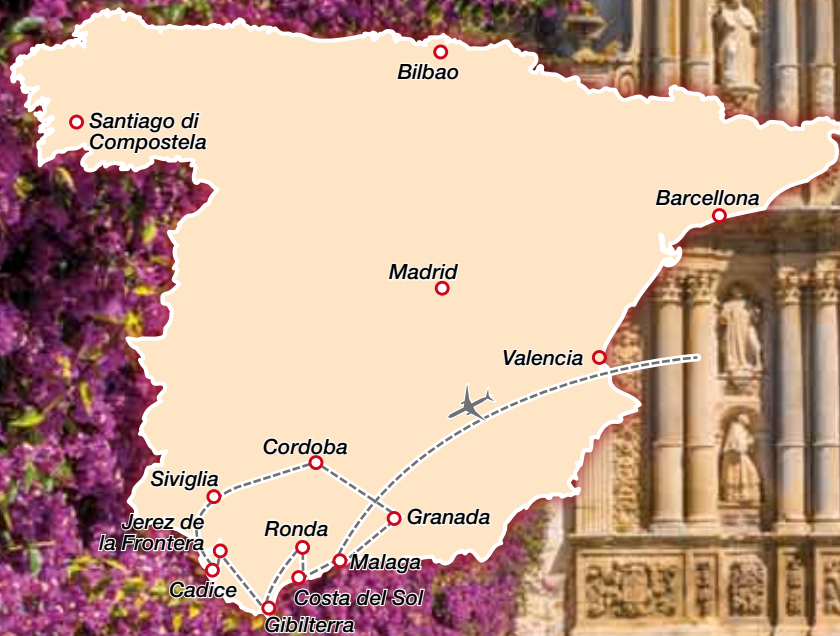 Bilbao
Santiago di
Compostela
Barcellona
Madrid
Valencia
Cordoba
Siviglia
Granada
Jerez de
la Frontera
Ronda
Malaga
Cadice
Costa del Sol
Gibilterra